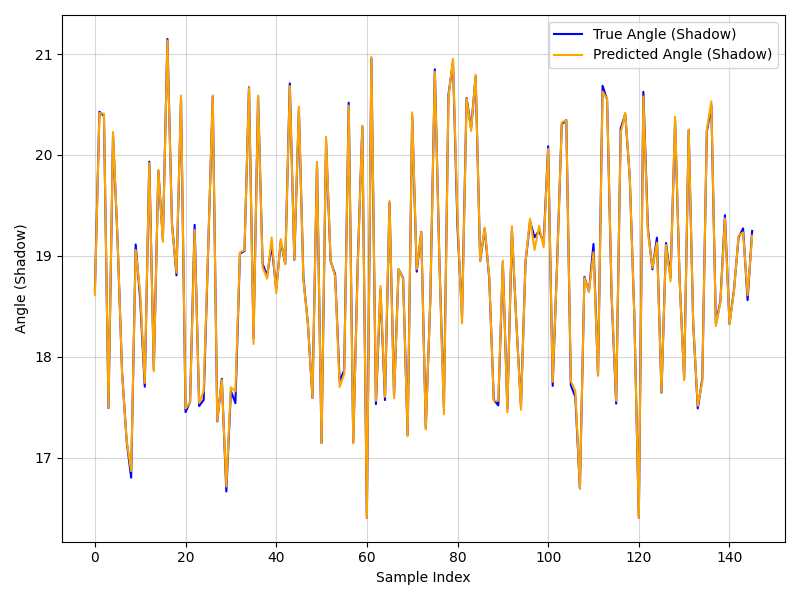 True Angle (Shadow)
Predicted Angle (Shadow)
21
20
19
18
17
Angle (Shadow)
0 20 40 60 80 100 120 140
Sample Index